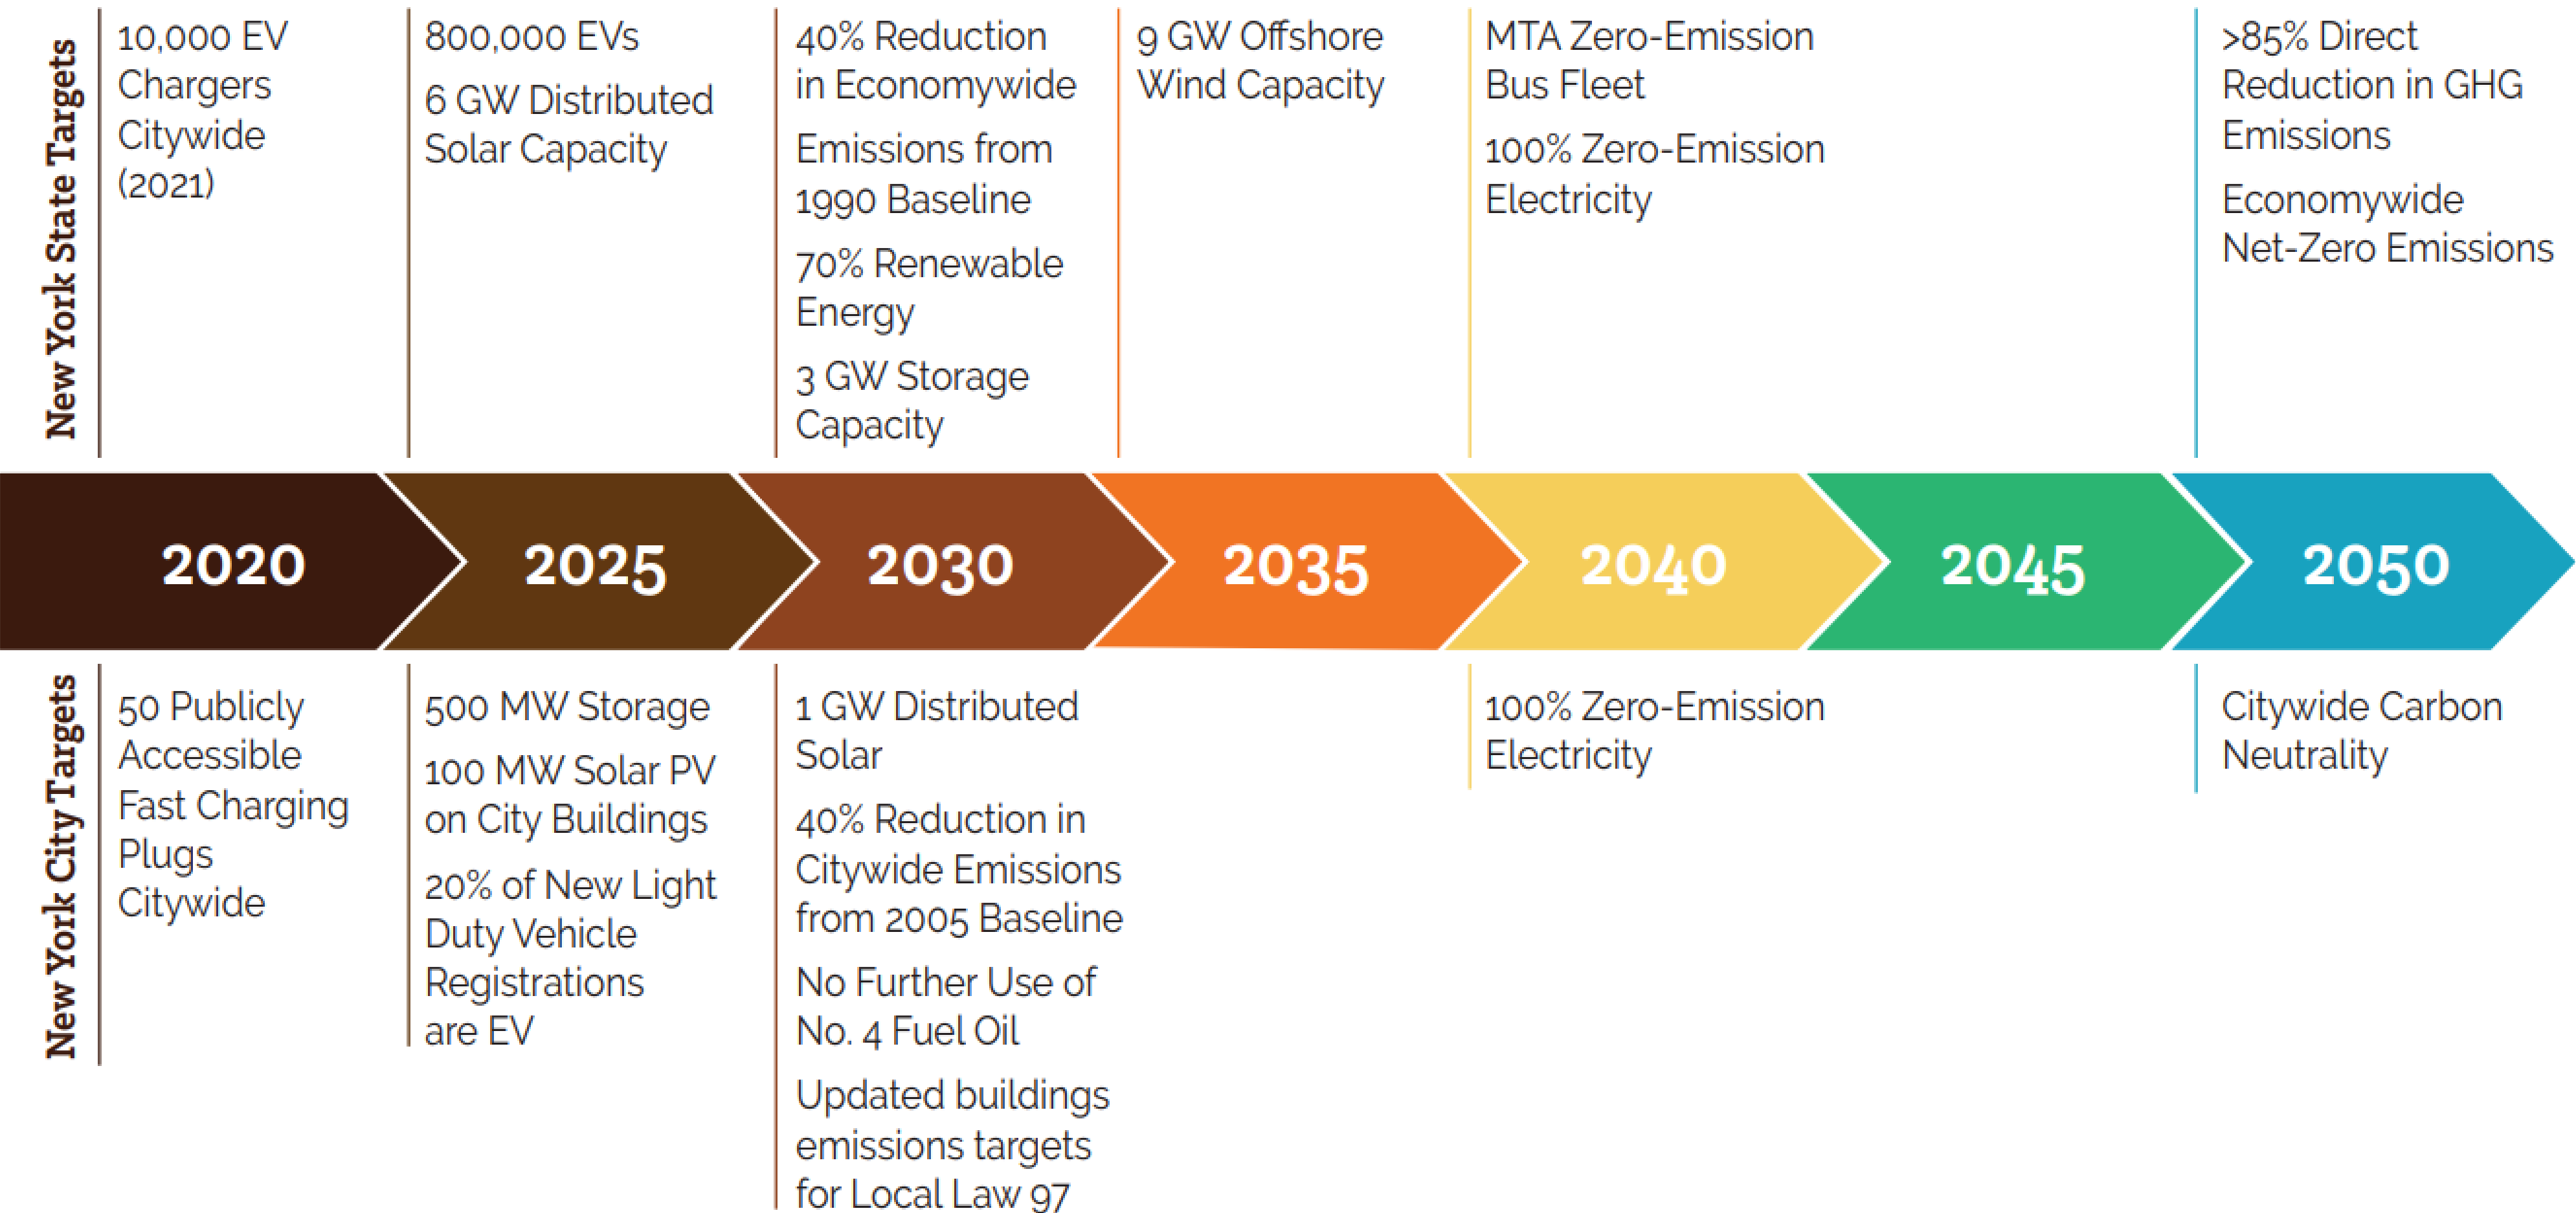 New York State Targets
10,000 EV
Chargers
Citywide
(2021)
800,000 EVs
6 GW Distributed
Solar Capacity
40% Reduction
in Economywide
Emissions from
1990 Baseline
70% Renewable
Energy
3 GW Storage
Capacity
9 GW Offshore
Wind Capacity
MTA Zero-Emission
Bus Fleet
100% Zero-Emission
Electricity
>85% Direct
Reduction in GHG
Emissions
Economywide
Net-Zero Emissions
2020
2025
2030
2035
2040
2045
2050
New York City Targets
50 Publicly
Accessible
Fast Charging
Plugs
Citywide
500 MW Storage
100 MW Solar PV
on City Buildings
20% of New Light
Duty Vehicle
Registrations
are EV
1 GW Distributed
Solar
40% Reduction in
Citywide Emissions
from 2005 Baseline
No Further Use of
No. 4 Fuel Oil
Updated buildings
emissions targets
for Local Law 97
100% Zero-Emission
Electricity
Citywide Carbon
Neutrality